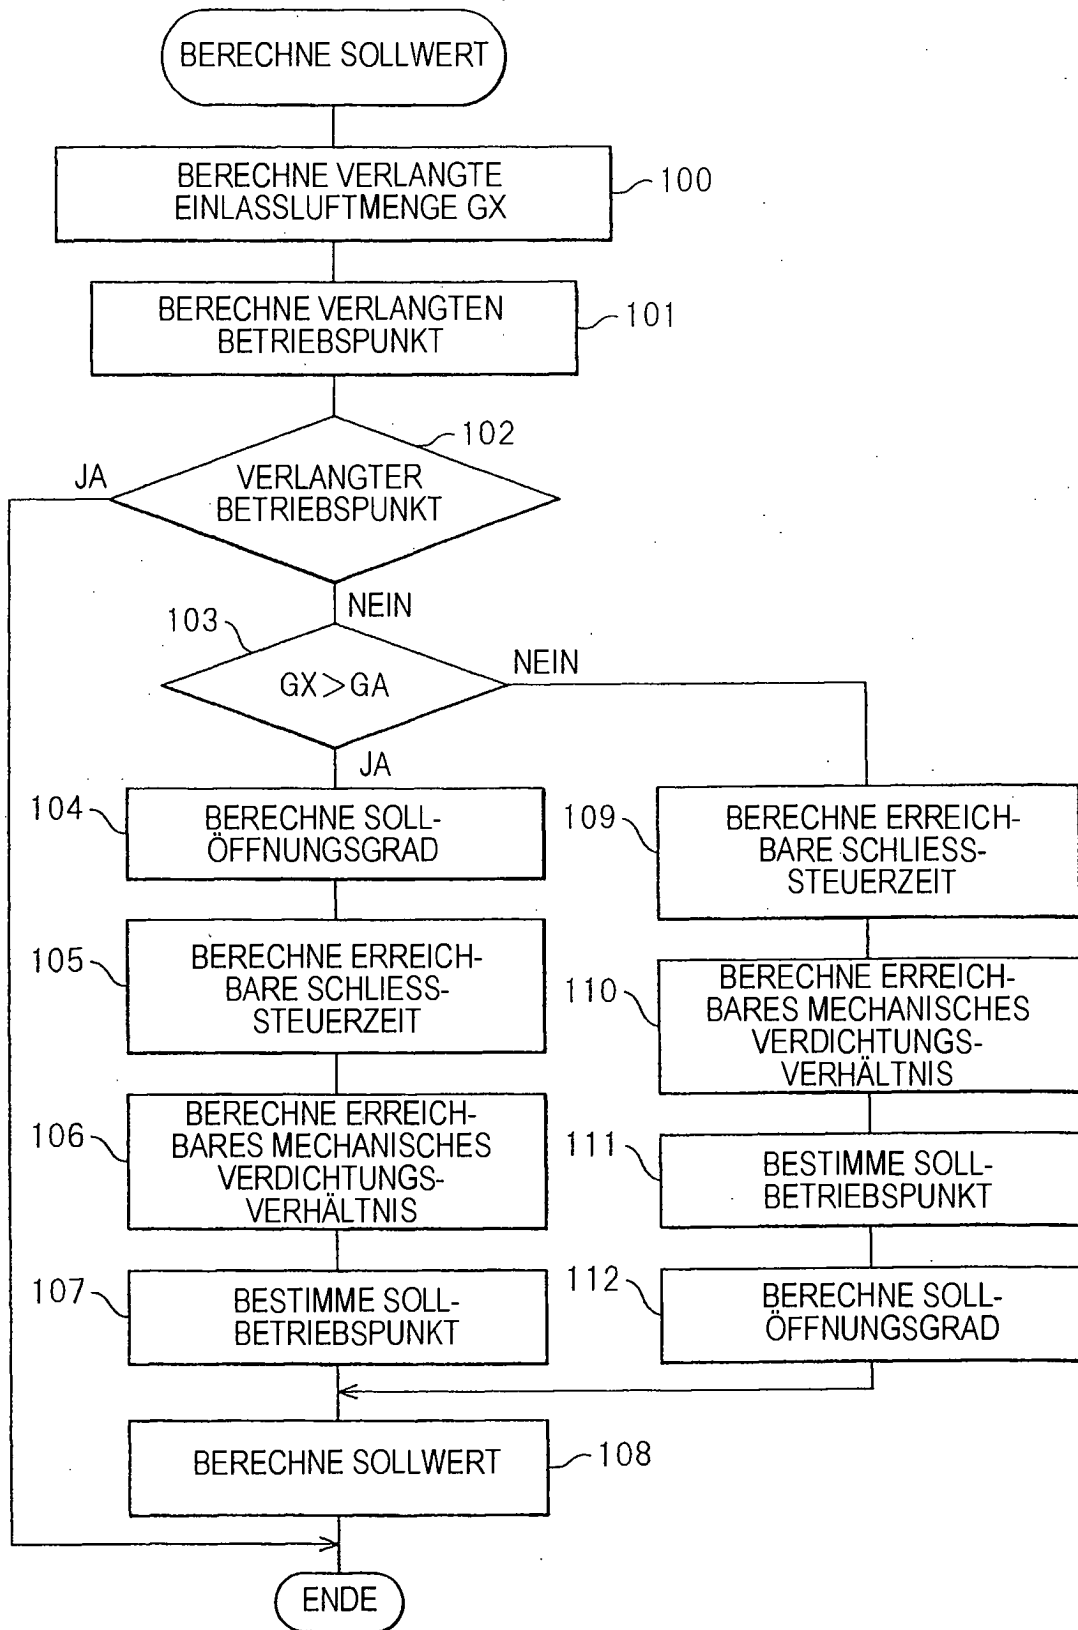 BERECHNE SOLLWERT
BERECHNE VERLANGTE
EINLASSLUFTMENGE GX
100
BERECHNE VERLANGTEN
BETRIEBSPUNKT
101
102
JA
VERLANGTER
BETRIEBSPUNKT
NEIN
103
GX>GA
NEIN
JA
104
BERECHNE SOLL-
ÖFFNUNGSGRAD
105
BERECHNE ERREICH-
BARE SCHLIESS-
STEUERZEIT
106
BERECHNE ERREICH-
BARES MECHANISCHES
VERDICHTUNGS-
VERHÄLTNIS
107
BESTIMME SOLL-
BETRIEBSPUNKT
109
BERECHNE ERREICH-
BARE SCHLIESS-
STEUERZEIT
110
BERECHNE ERREICH-
BARES MECHANISCHES
VERDICHTUNGS-
VERHÄLTNIS
111
BESTIMME SOLL-
BETRIEBSPUNKT
112
BERECHNE SOLL-
ÖFFNUNGSGRAD
BERECHNE SOLLWERT
108
ENDE